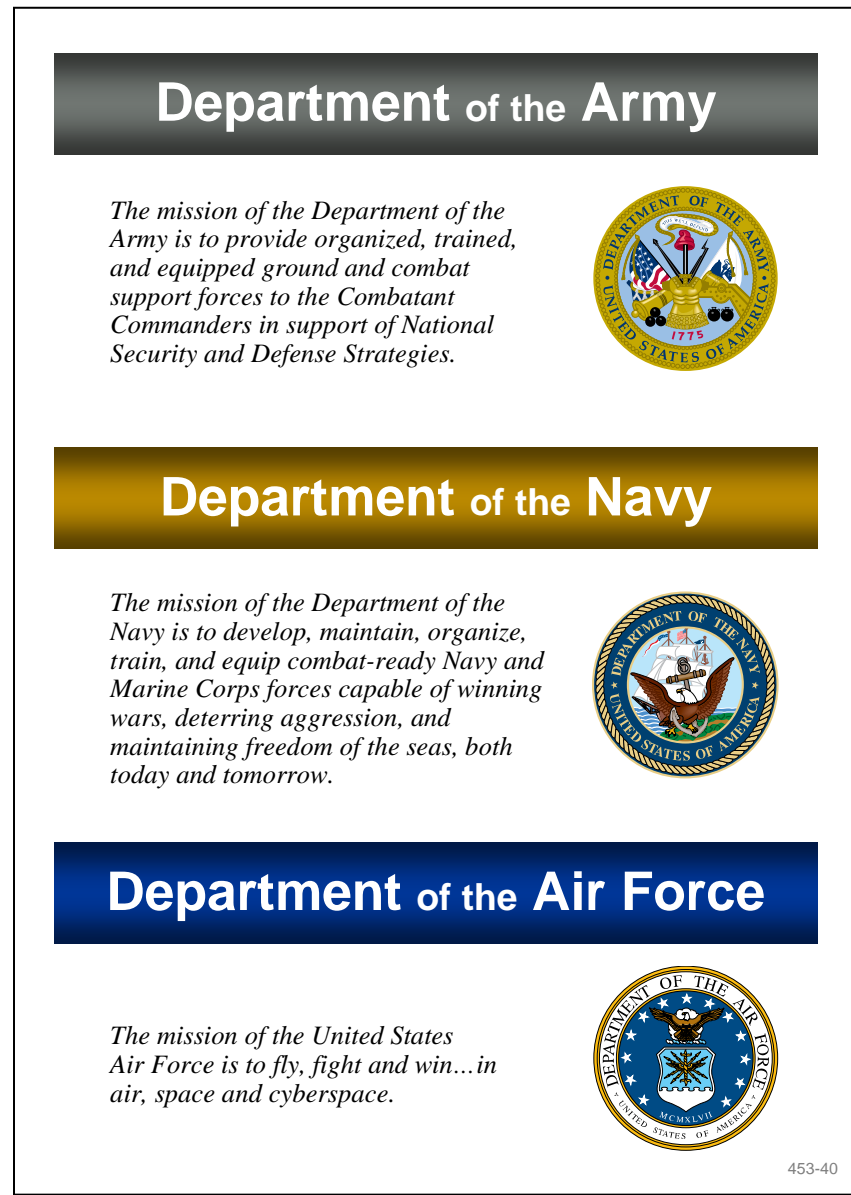 Department of the Army
The mission of the Department of the
Army is to provide organized, trained,
and equipped ground and combat
support forces to the Combatant
Commanders in support of National
Security and Defense Strategies.
DEPARTMENT OF THE ARMY
THIS WE'LL DEFEND
1775
UNITED STATES OF AMERICA
Department of the Navy
The mission of the Department of the
Navy is to develop, maintain, organize,
train, and equip combat-ready Navy and
Marine Corps forces capable of winning
wars, deterring aggression, and
maintaining freedom of the seas, both
today and tomorrow.
DEPARTMENT OF THE NAVY
UNITED STATES OF AMERICA
Department of the Air Force
The mission of the United States
Air Force is to fly, fight and win…in
air, space and cyberspace.
DEPARTMENT OF THE AIR FORCE
MCMXLVII
UNITED STATES OF AMERICA
453-40